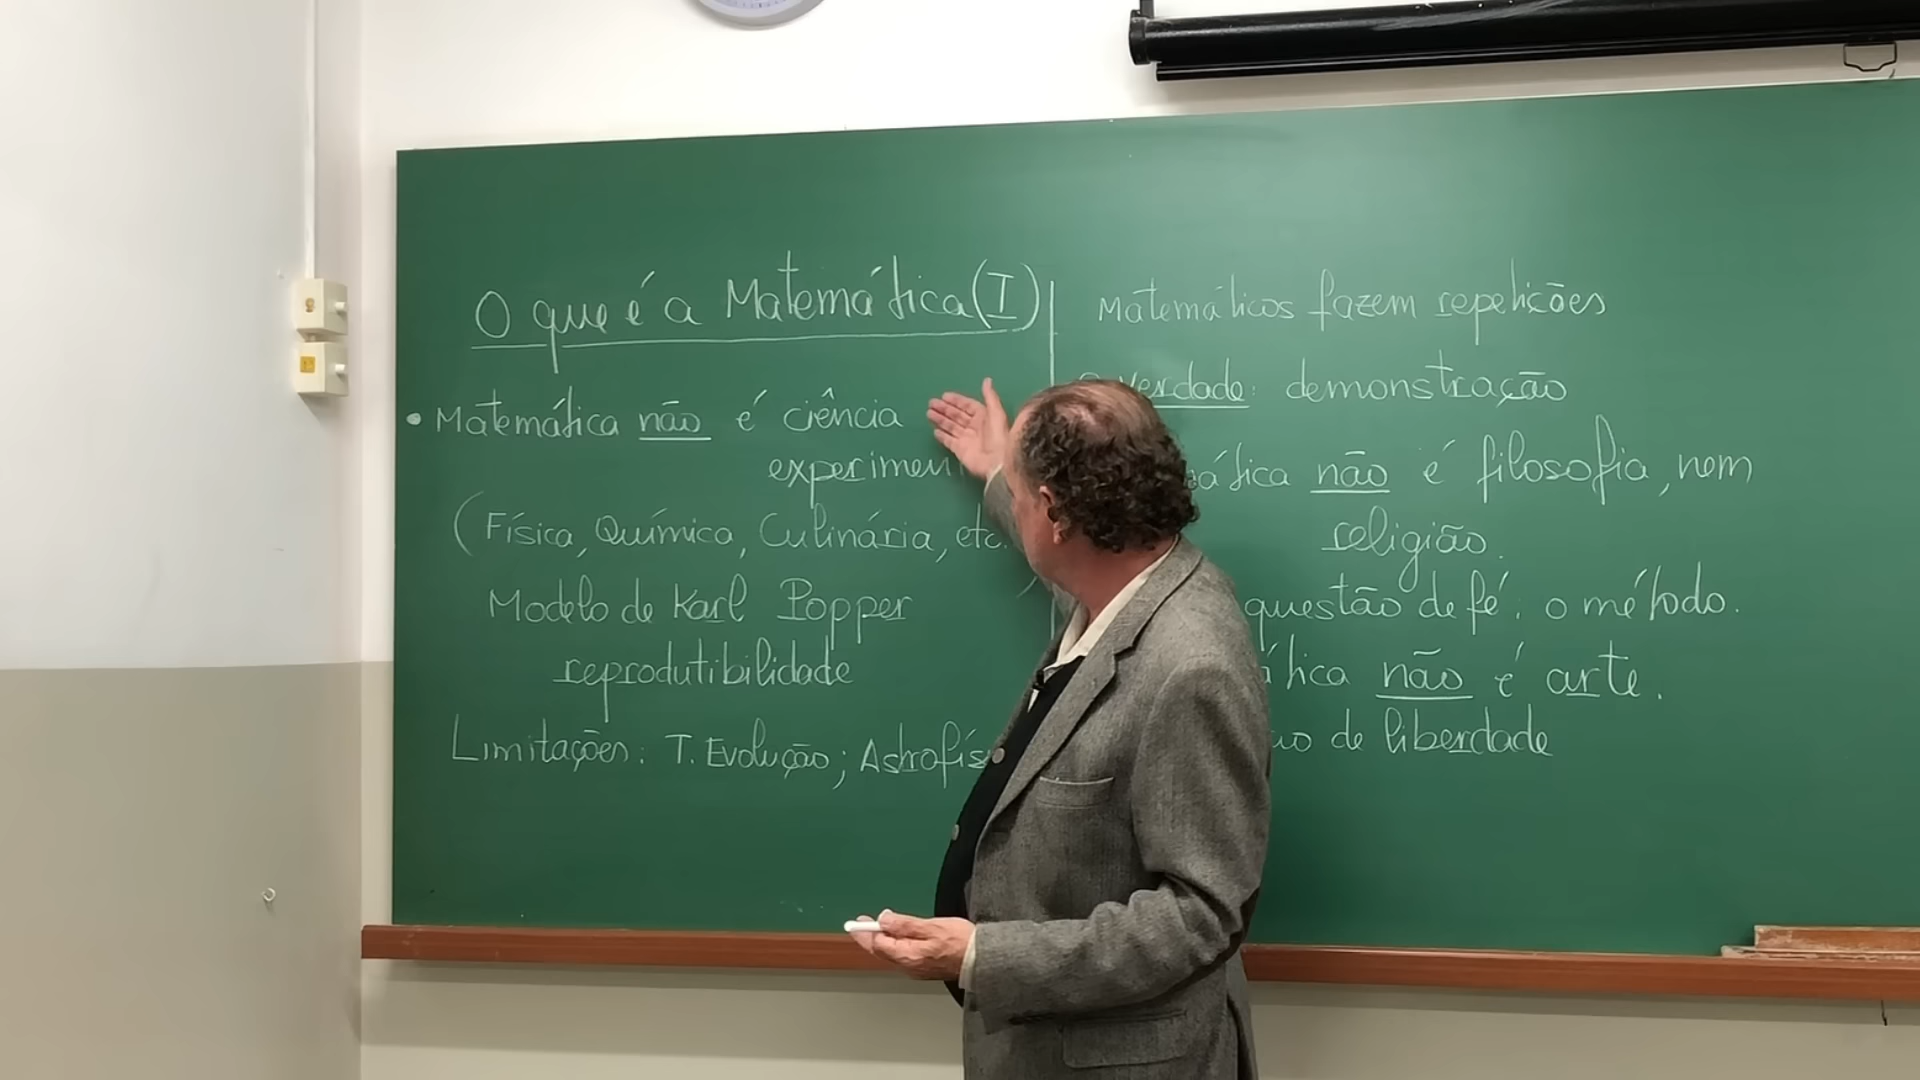 O que é a Matemática (I)
• Matemática não é ciência
experimen
(Física, Química, Culinária, etc.
Modelo de Karl Popper
reprodutibilidade
Limitações: T. Evolução; Astrofís
Matemáticos fazem repetições
verdade: demonstração
não é filosofia, nem
religião.
questão de fé: o método.
não é arte.
de liberdade